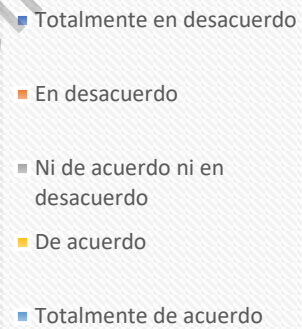 Totalmente en desacuerdo
En desacuerdo
Ni de acuerdo ni en
desacuerdo
De acuerdo
Totalmente de acuerdo